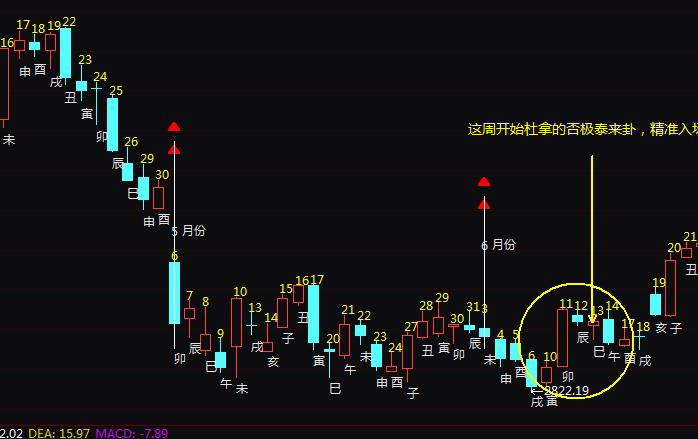 16
17
18
19
22
申
酉
戌
未
23
丑
24
寅
25
卯
26
辰
29
巳
30
申
酉
5 月份
6
卯
7
辰
8
巳
9
午
10
未
13
戌
14
亥
15
子
16
丑
17
寅
20
巳
21
午
22
未
23
申
24
酉
27
子
28
丑
29
寅
30
卯
31
辰
6 月份
3
未
4
申
5
酉
6
戌
2822.19
10
寅
11
卯
12
辰
13
巳
14
午
17
酉
18
戌
19
亥
20
子
21
丑
这周开始杜拿的否极泰来卦，精准入场
2.02 DEA: 15.97 MACD: -7.89